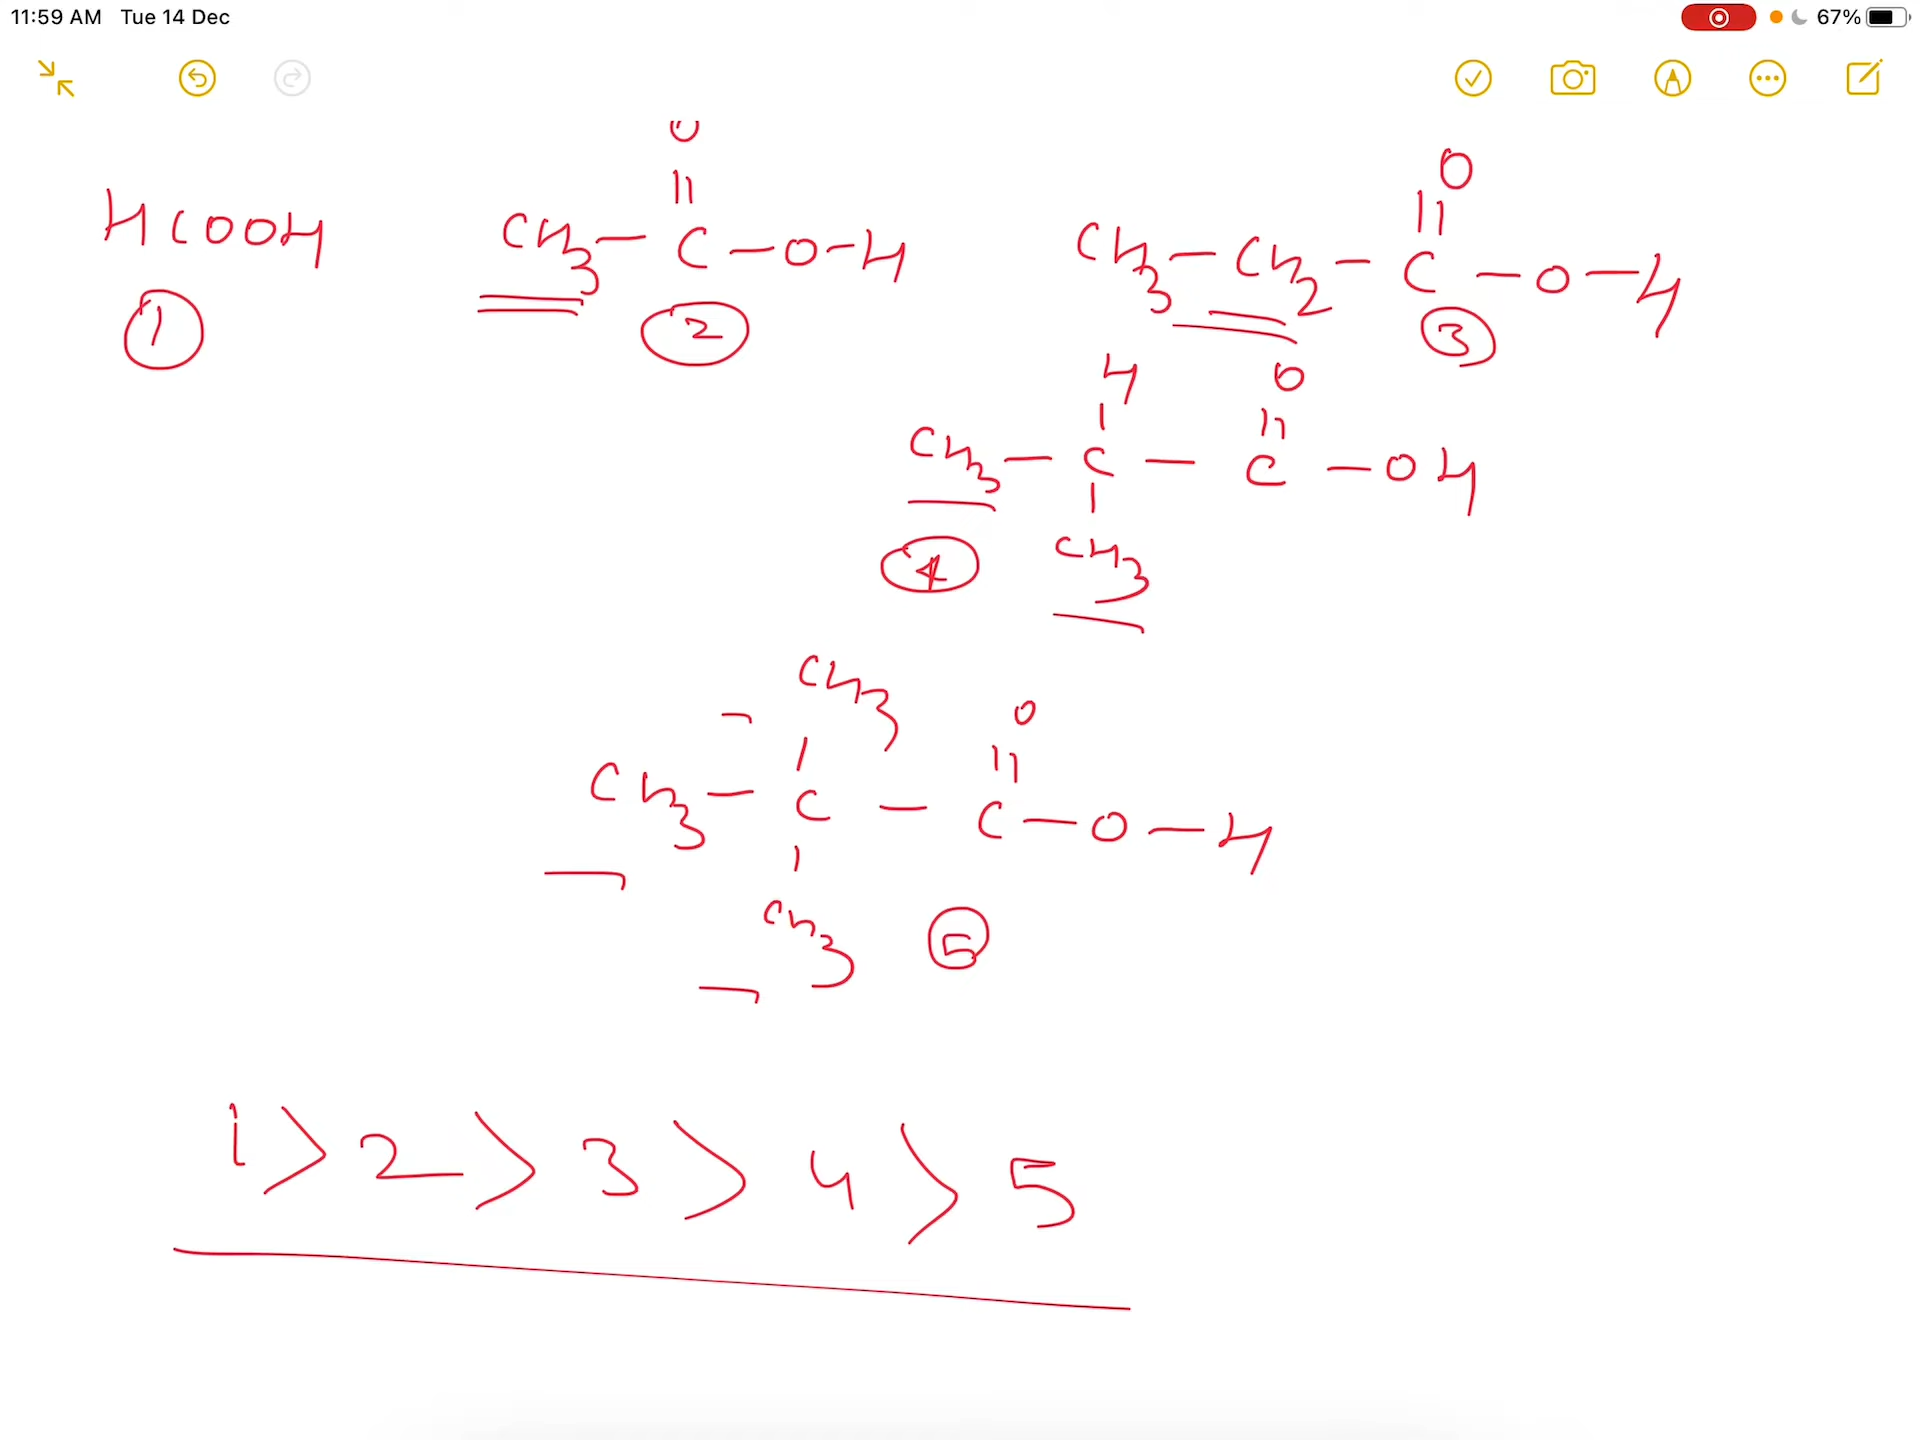 11:59 AM Tue 14 Dec
67%
O
O
HCOOH
CH3 - C - O - H
CH3 - CH2 - C - O - H
1
2
3
H
O
CH3 - C - C - OH
4
CH3
CH3
O
CH3 - C - C - O - H
CH3
5
1 > 2 > 3 > 4 > 5